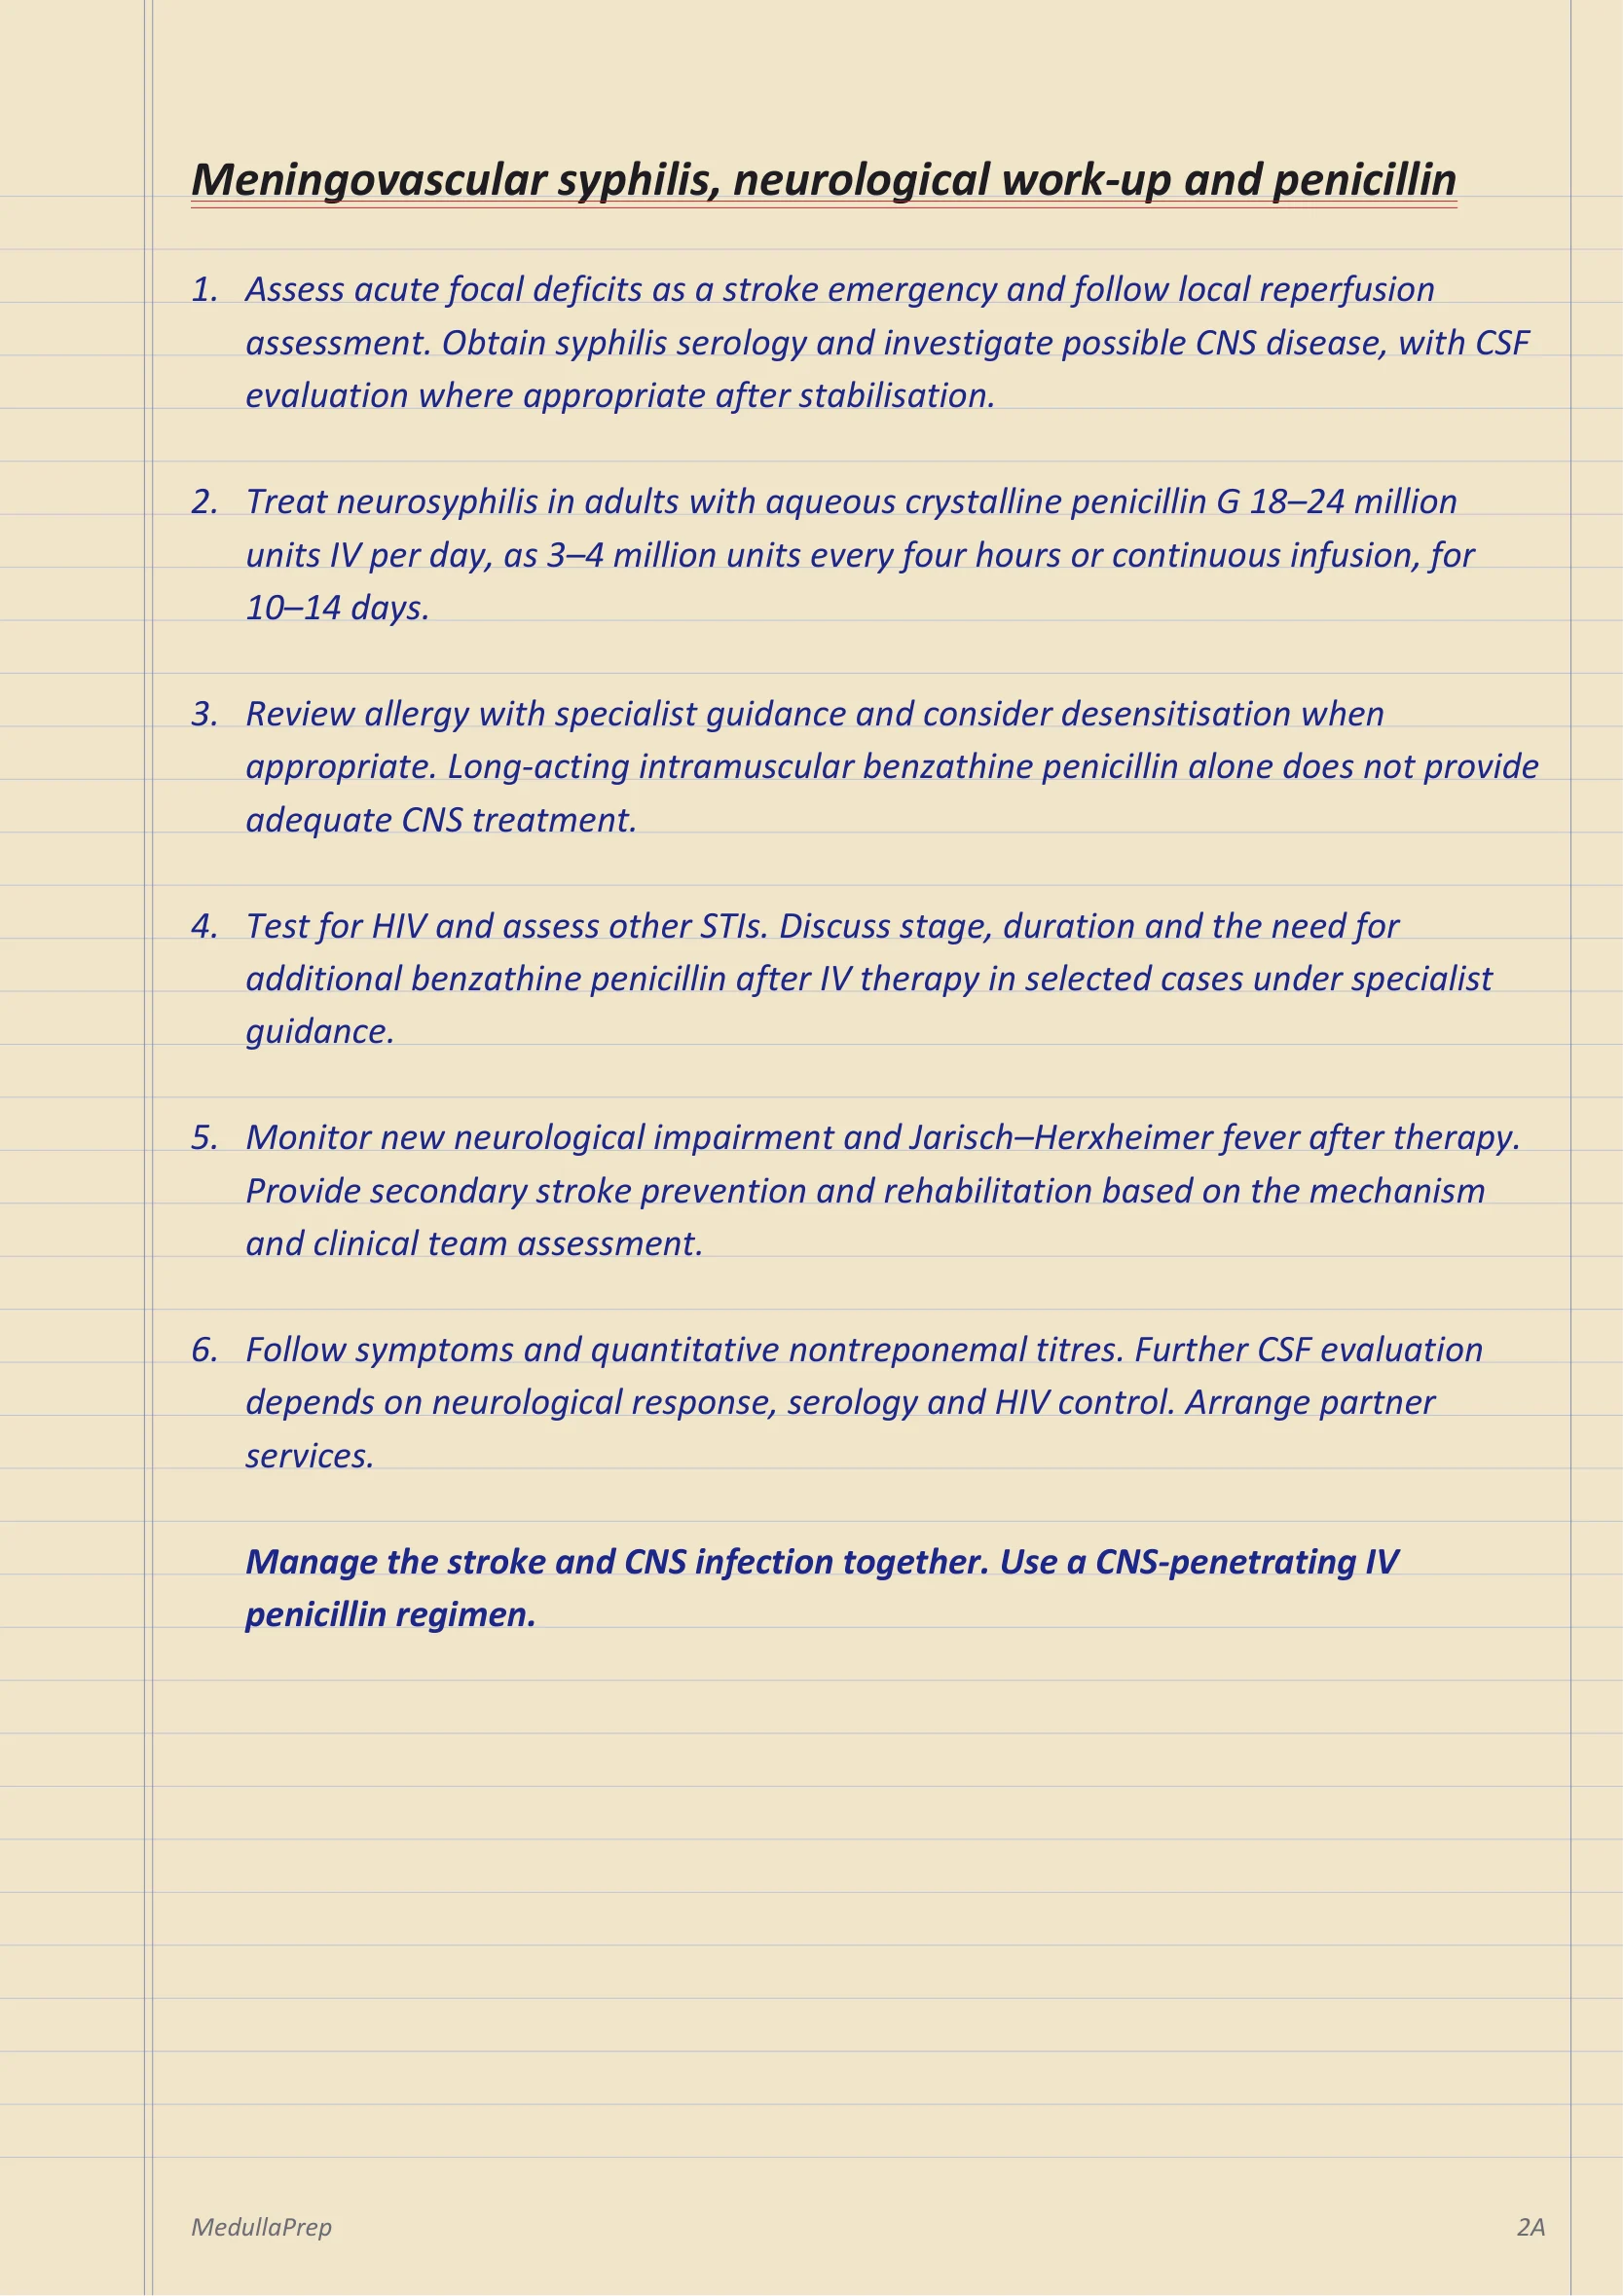 Meningovascular syphilis, neurological work-up and penicillin
1. Assess acute focal deficits as a stroke emergency and follow local reperfusion
assessment. Obtain syphilis serology and investigate possible CNS disease, with CSF
evaluation where appropriate after stabilisation.
2. Treat neurosyphilis in adults with aqueous crystalline penicillin G 18–24 million
units IV per day, as 3–4 million units every four hours or continuous infusion, for
10–14 days.
3. Review allergy with specialist guidance and consider desensitisation when
appropriate. Long-acting intramuscular benzathine penicillin alone does not provide
adequate CNS treatment.
4. Test for HIV and assess other STIs. Discuss stage, duration and the need for
additional benzathine penicillin after IV therapy in selected cases under specialist
guidance.
5. Monitor new neurological impairment and Jarisch–Herxheimer fever after therapy.
Provide secondary stroke prevention and rehabilitation based on the mechanism
and clinical team assessment.
6. Follow symptoms and quantitative nontreponemal titres. Further CSF evaluation
depends on neurological response, serology and HIV control. Arrange partner
services.
Manage the stroke and CNS infection together. Use a CNS-penetrating IV
penicillin regimen.
MedullaPrep
2A